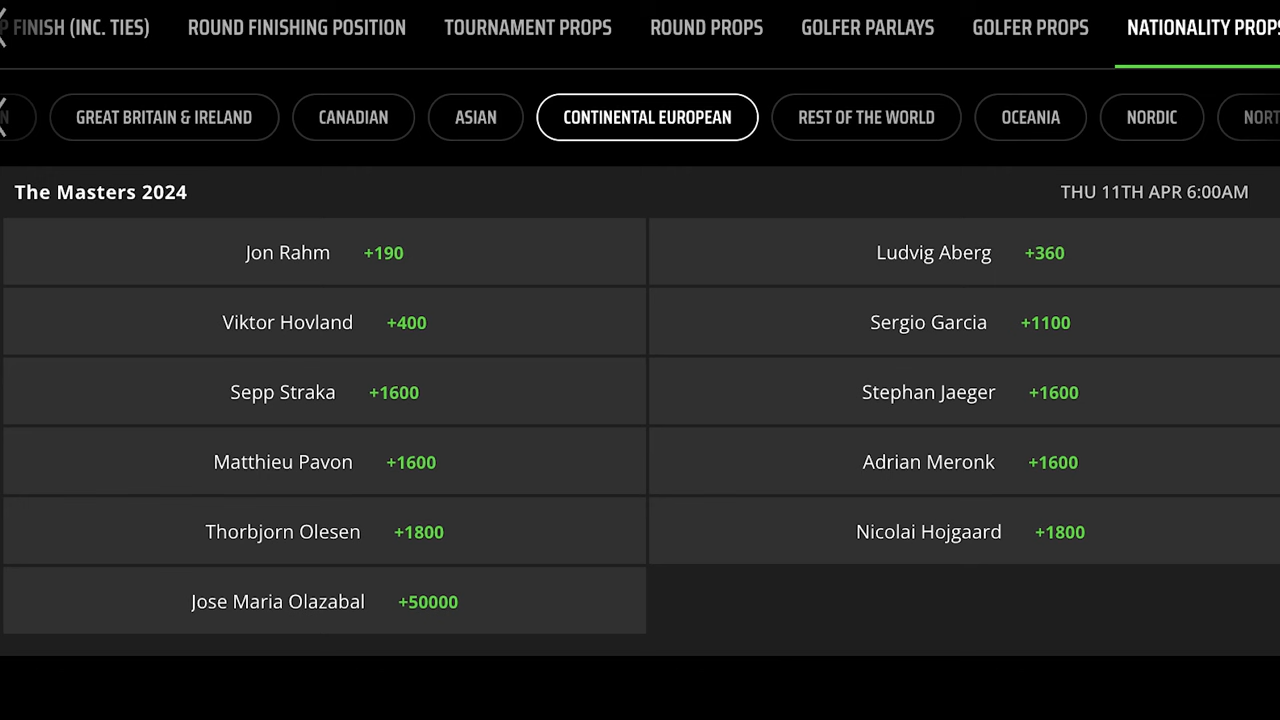 P FINISH (INC. TIES) ROUND FINISHING POSITION TOURNAMENT PROPS ROUND PROPS GOLFER PARLAYS GOLFER PROPS NATIONALITY PROPS
N GREAT BRITAIN & IRELAND CANADIAN ASIAN CONTINENTAL EUROPEAN REST OF THE WORLD OCEANIA NORDIC NORT
The Masters 2024 THU 11TH APR 6:00AM
Jon Rahm +190 Ludvig Aberg +360
Viktor Hovland +400 Sergio Garcia +1100
Sepp Straka +1600 Stephan Jaeger +1600
Matthieu Pavon +1600 Adrian Meronk +1600
Thorbjorn Olesen +1800 Nicolai Hojgaard +1800
Jose Maria Olazabal +50000